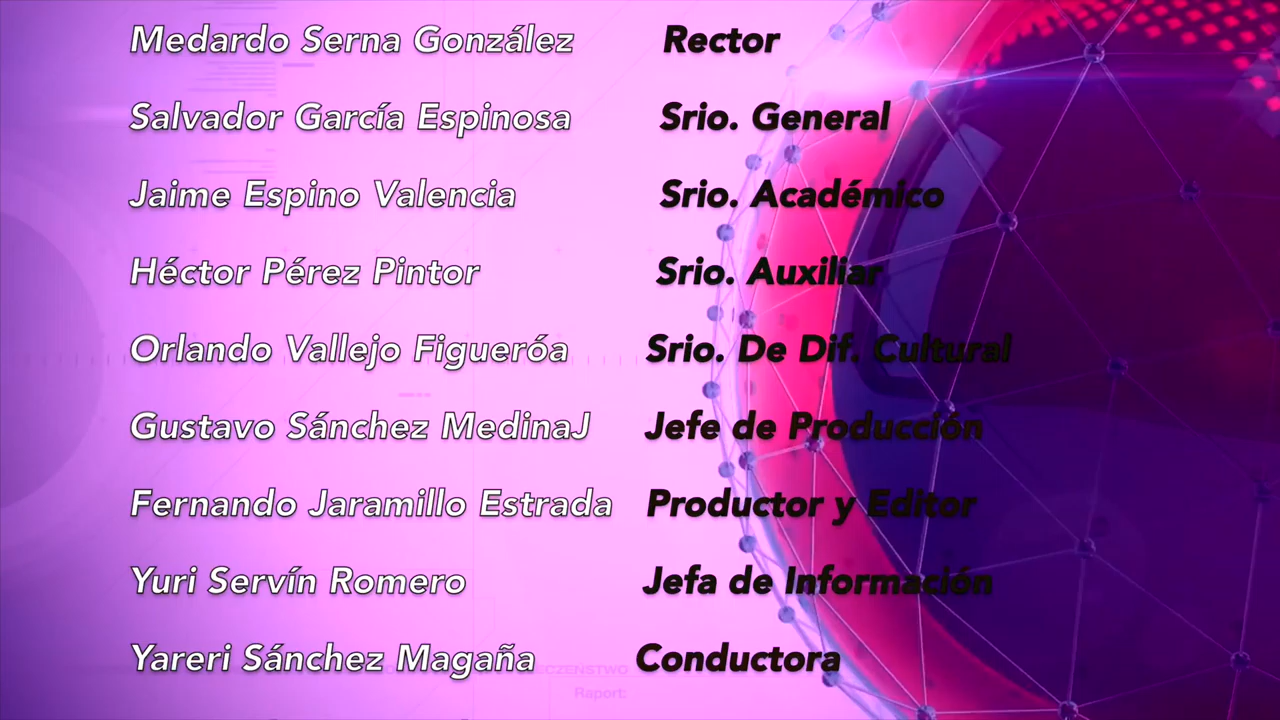 Medardo Serna González Rector
Salvador García Espinosa Srio. General
Jaime Espino Valencia Srio. Académico
Héctor Pérez Pintor Srio. Auxiliar
Orlando Vallejo Figueróa Srio. De Dif. Cultural
Gustavo Sánchez MedinaJ Jefe de Producción
Fernando Jaramillo Estrada Productor y Editor
Yuri Servín Romero Jefa de Información
Yareri Sánchez Magaña Conductora
Raport: